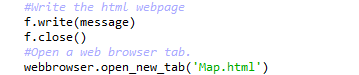 #Write the html webpage
f.write(message)
f.close()
#Open a web browser tab.
webbrowser.open_new_tab('Map.html')